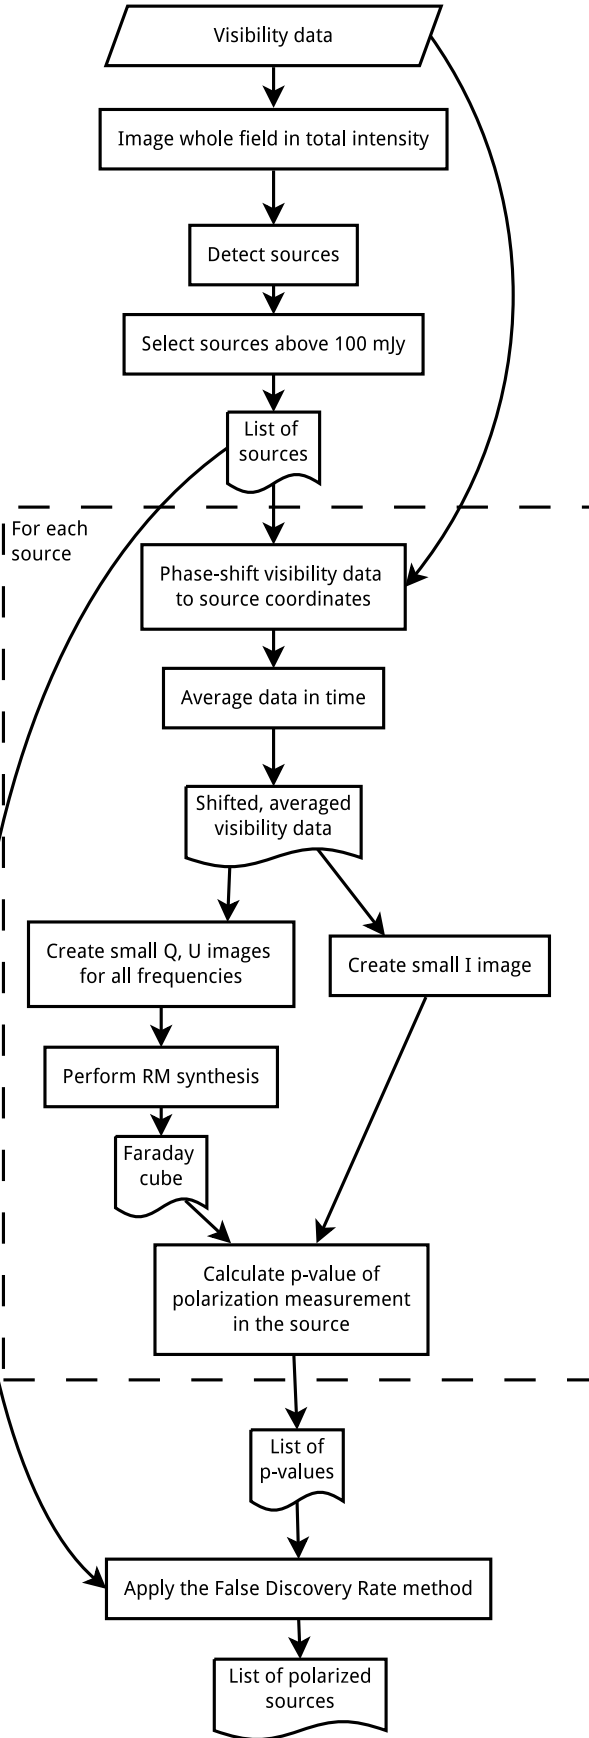 Visibility data
Image whole field in total intensity
Detect sources
Select sources above 100 mJy
List of
sources
For each
source
Phase-shift visibility data
to source coordinates
Average data in time
Shifted, averaged
visibility data
Create small Q, U images
for all frequencies
Create small I image
Perform RM synthesis
Faraday
cube
Calculate p-value of
polarization measurement
in the source
List of
p-values
Apply the False Discovery Rate method
List of polarized
sources